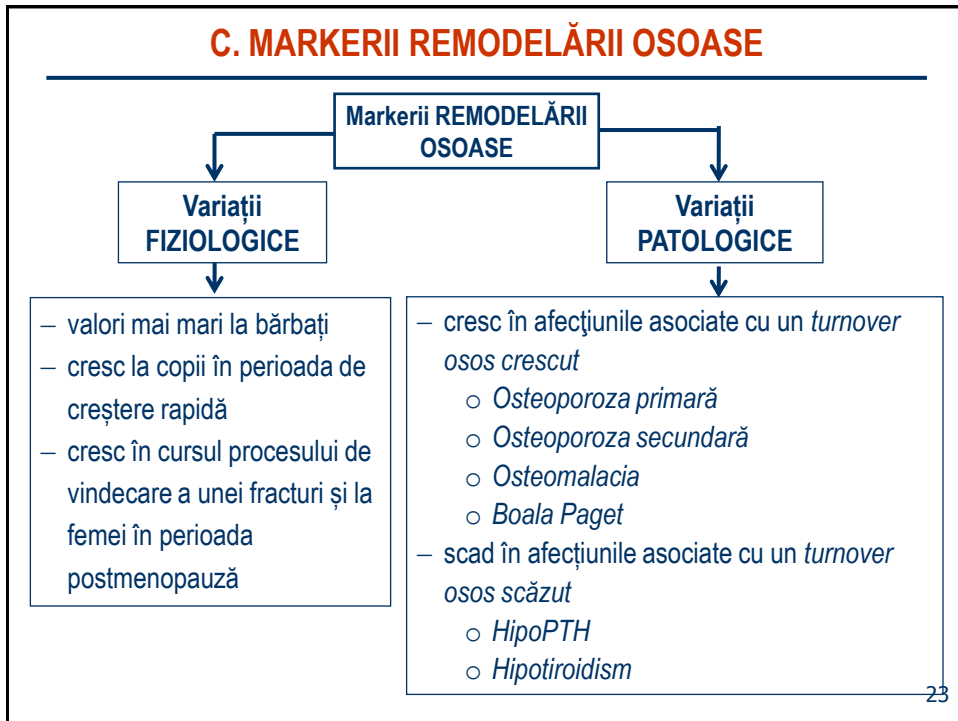 C. MARKERII REMODELĂRII OSOASE
Markerii REMODELĂRII
OSOASE
Variații
FIZIOLOGICE
– valori mai mari la bărbați
– cresc la copii în perioada de
creștere rapidă
– cresc în cursul procesului de
vindecare a unei fracturi și la
femei în perioada
postmenopauză
Variații
PATOLOGICE
– cresc în afecţiunile asociate cu un turnover
osos crescut
o Osteoporoza primară
o Osteoporoza secundară
o Osteomalacia
o Boala Paget
– scad în afecțiunile asociate cu un turnover
osos scăzut
o HipoPTH
o Hipotiroidism
23